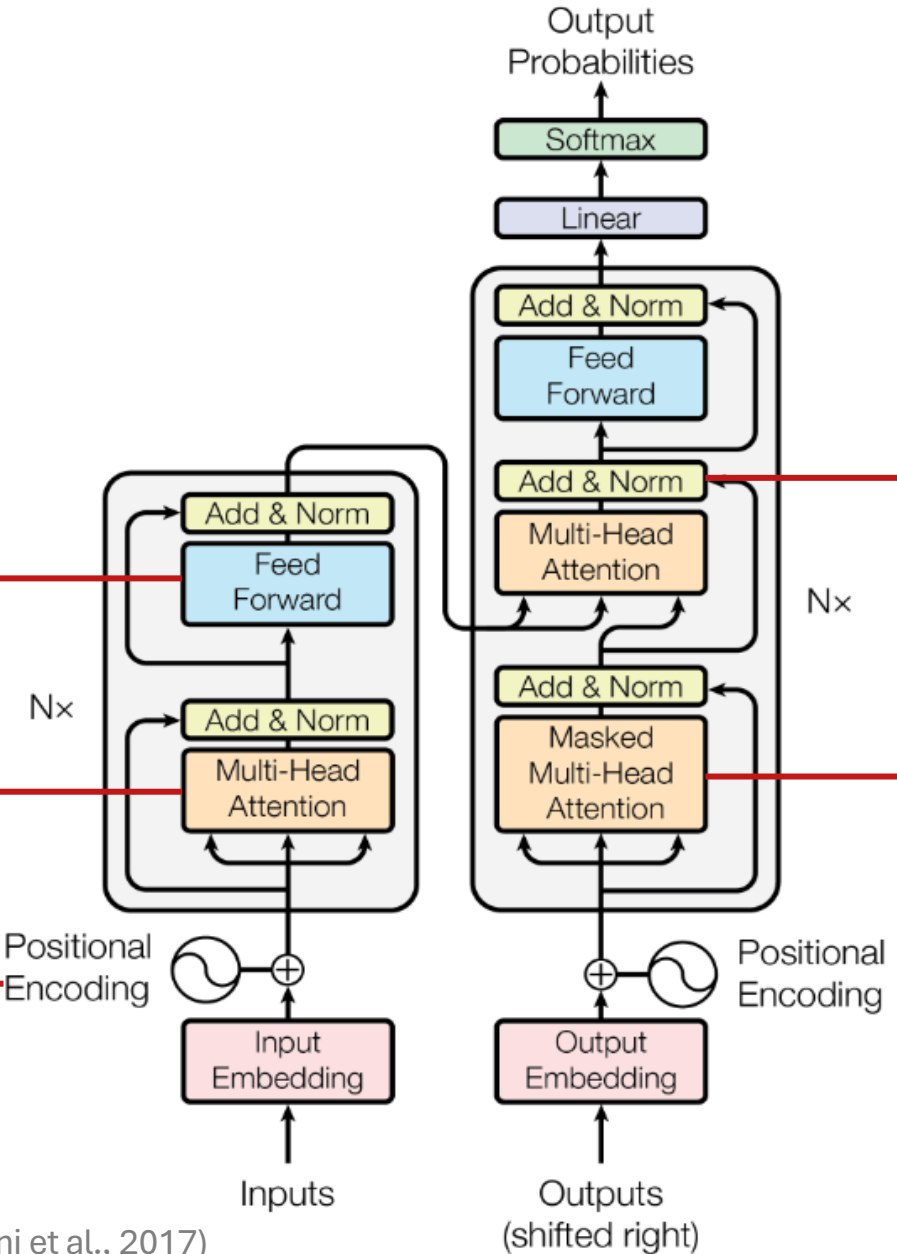 Output
Probabilities
Softmax
Linear
Add & Norm
Feed
Forward
Add & Norm
Multi-Head
Attention
Nx
Add & Norm
Masked
Multi-Head
Attention
Add & Norm
Feed
Forward
Nx
Add & Norm
Multi-Head
Attention
Positional
Encoding
Positional
Encoding
Input
Embedding
Output
Embedding
Inputs
Outputs
(shifted right)
et al., 2017)